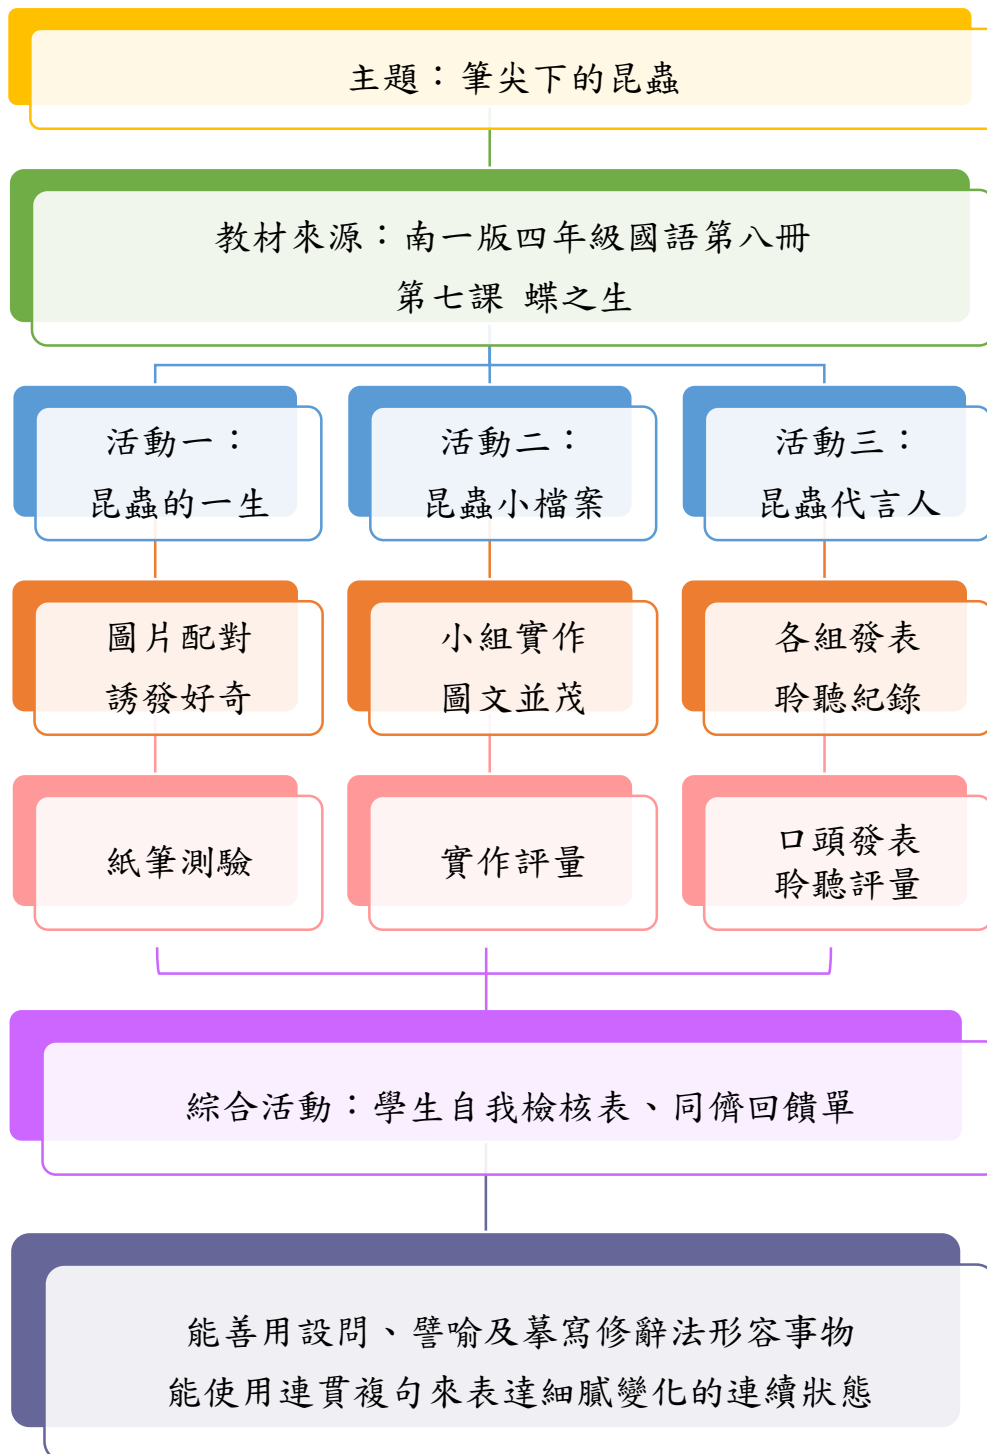 主題：筆尖下的昆蟲
教材來源：南一版四年級國語第八冊
第七課 蝶之生
活動一：
昆蟲的一生
活動二：
昆蟲小檔案
活動三：
昆蟲代言人
圖片配對
誘發好奇
小組實作
圖文並茂
各組發表
聆聽紀錄
紙筆測驗
實作評量
口頭發表
聆聽評量
綜合活動：學生自我檢核表、同儕回饋單
能善用設問、譬喻及摹寫修辭法形容事物
能使用連貫複句來表達細膩變化的連續狀態